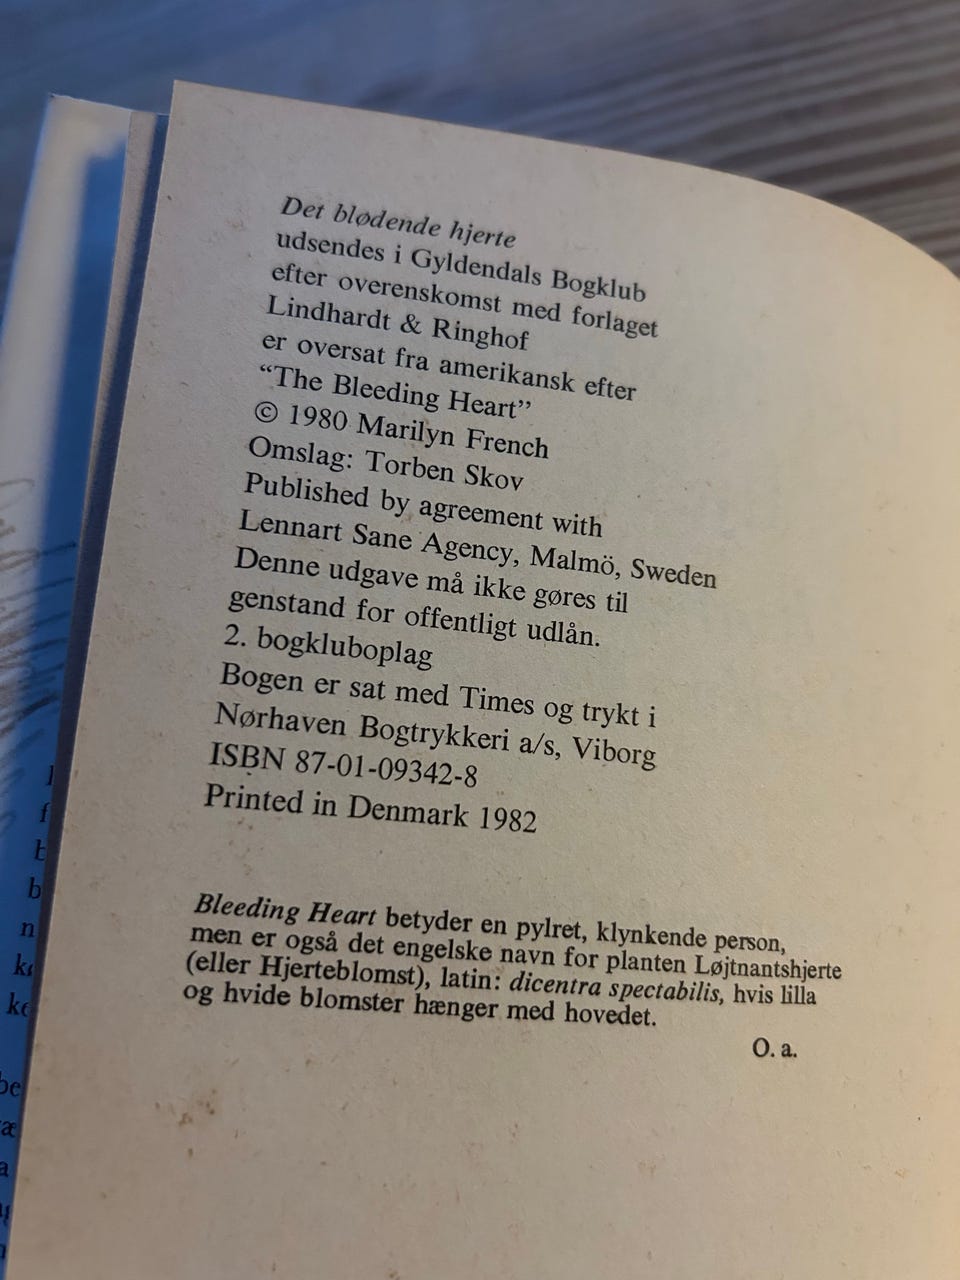 Det blødende hjerte
udsendes i Gyldendals Bogklub
efter overenskomst med forlaget
Lindhardt & Ringhof
er oversat fra amerikansk efter
“The Bleeding Heart”
© 1980 Marilyn French
Omslag: Torben Skov
Published by agreement with
Lennart Sane Agency, Malmö, Sweden
Denne udgave må ikke gøres til
genstand for offentligt udlån.
2. bogkluboplag
Bogen er sat med Times og trykt i
Nørhaven Bogtrykkeri a/s, Viborg
ISBN 87-01-09342-8
Printed in Denmark 1982
Bleeding Heart betyder en pylret, klynkende person,
men er også det engelske navn for planten Løjtnantshjerte
(eller Hjerteblomst), latin: dicentra spectabilis, hvis lilla
og hvide blomster hænger med hovedet.
O. a.